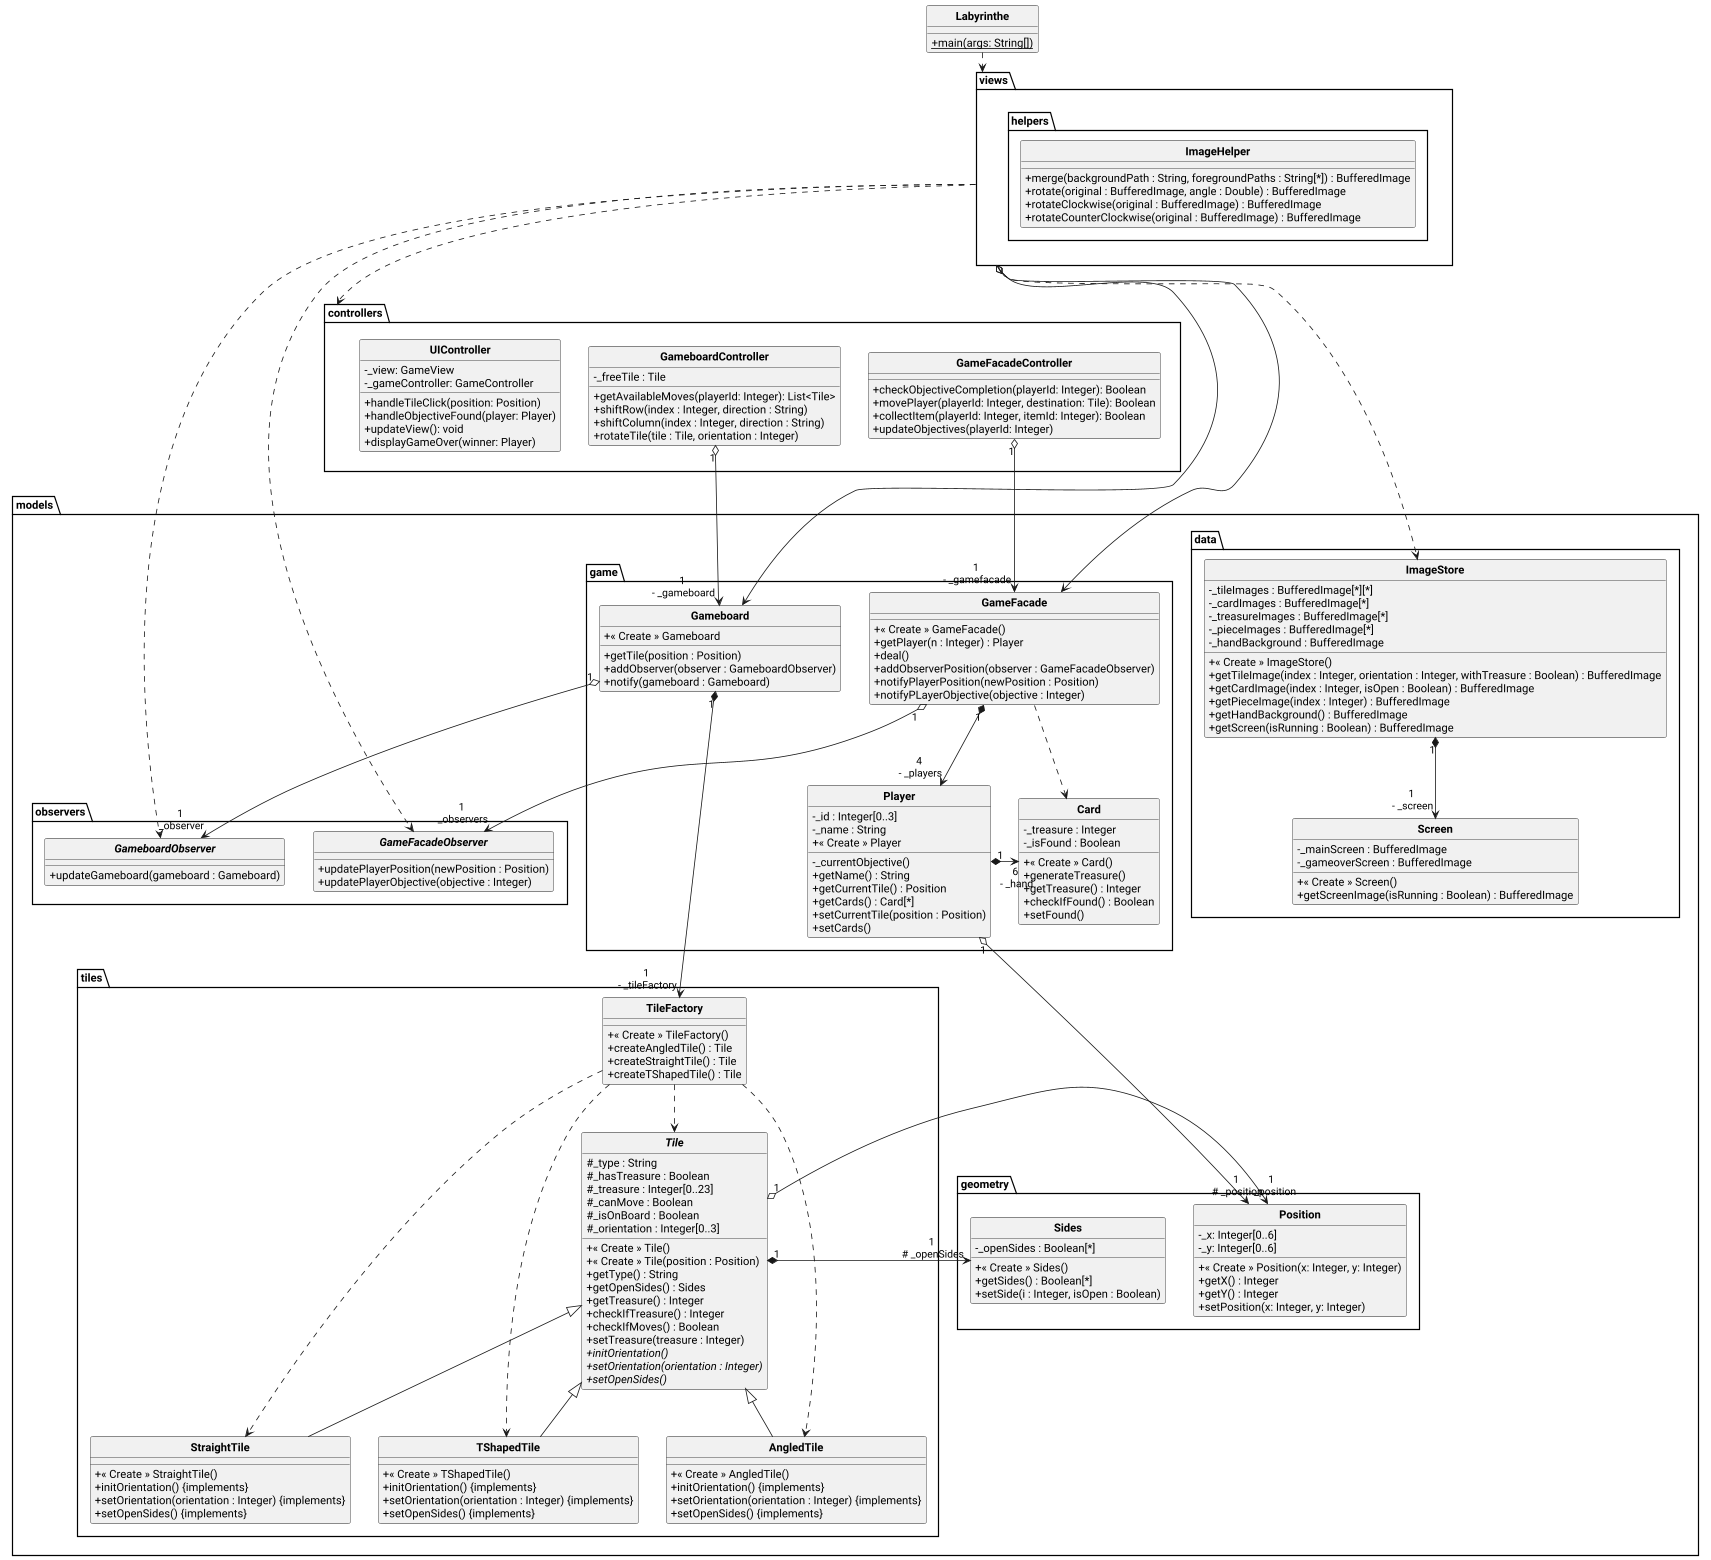 Labyrinthe
+main(args: String[])
views
helpers
ImageHelper
+merge(backgroundPath : String, foregroundPaths : String[*]) : BufferedImage
+rotate(original : BufferedImage, angle : Double) : BufferedImage
+rotateClockwise(original : BufferedImage) : BufferedImage
+rotateCounterClockwise(original : BufferedImage) : BufferedImage
controllers
UIController
-_view: GameView
-_gameController: GameController
+handleTileClick(position: Position)
+handleObjectiveFound(player: Player)
+updateView(): void
+displayGameOver(winner: Player)
GameboardController
-_freeTile : Tile
+getAvailableMoves(playerId: Integer): List<Tile>
+shiftRow(index : Integer, direction : String)
+shiftColumn(index : Integer, direction : String)
+rotateTile(tile : Tile, orientation : Integer)
1
GameFacadeController
+checkObjectiveCompletion(playerId: Integer): Boolean
+movePlayer(playerId: Integer, destination: Tile): Boolean
+collectItem(playerId: Integer, itemId: Integer): Boolean
+updateObjectives(playerId: Integer)
1
models
game
1
- _gameboard
1
- _gamefacade
Gameboard
+« Create » Gameboard
+getTile(position : Position)
+addObserver(observer : GameboardObserver)
+notify(gameboard : Gameboard)
1
1
GameFacade
+« Create » GameFacade()
+getPlayer(n : Integer) : Player
+deal()
+addObserverPosition(observer : GameFacadeObserver)
+notifyPlayerPosition(newPosition : Position)
+notifyPLayerObjective(objective : Integer)
1
1
4
- _players
Player
-_id : Integer[0..3]
-_name : String
+« Create » Player
-_currentObjective()
+getName() : String
+getCurrentTile() : Position
+getCards() : Card[*]
+setCurrentTile(position : Position)
+setCards()
1
1
6
- _hand
Card
-_treasure : Integer
-_isFound : Boolean
+« Create » Card()
+generateTreasure()
+getTreasure() : Integer
+checkIfFound() : Boolean
+setFound()
data
ImageStore
-_tileImages : BufferedImage[*][*]
-_cardImages : BufferedImage[*]
-_treasureImages : BufferedImage[*]
-_pieceImages : BufferedImage[*]
-_handBackground : BufferedImage
+« Create » ImageStore()
+getTileImage(index : Integer, orientation : Integer, withTreasure : Boolean) : BufferedImage
+getCardImage(index : Integer, isOpen : Boolean) : BufferedImage
+getPieceImage(index : Integer) : BufferedImage
+getHandBackground() : BufferedImage
+getScreen(isRunning : Boolean) : BufferedImage
1
1
- _screen
Screen
-_mainScreen : BufferedImage
-_gameoverScreen : BufferedImage
+« Create » Screen()
+getScreenImage(isRunning : Boolean) : BufferedImage
observers
1
_observer
1
_observers
GameboardObserver
+updateGameboard(gameboard : Gameboard)
GameFacadeObserver
+updatePlayerPosition(newPosition : Position)
+updatePlayerObjective(objective : Integer)
tiles
1
- _tileFactory
TileFactory
+« Create » TileFactory()
+createAngledTile() : Tile
+createStraightTile() : Tile
+createTShapedTile() : Tile
Tile
#_type : String
#_hasTreasure : Boolean
#_treasure : Integer[0..23]
#_canMove : Boolean
#_isOnBoard : Boolean
#_orientation : Integer[0..3]
+« Create » Tile()
+« Create » Tile(position : Position)
+getType() : String
+getOpenSides() : Sides
+getTreasure() : Integer
+checkIfTreasure() : Integer
+checkIfMoves() : Boolean
+setTreasure(treasure : Integer)
+initOrientation()
+setOrientation(orientation : Integer)
+setOpenSides()
1
1
StraightTile
+« Create » StraightTile()
+initOrientation() {implements}
+setOrientation(orientation : Integer) {implements}
+setOpenSides() {implements}
TShapedTile
+« Create » TShapedTile()
+initOrientation() {implements}
+setOrientation(orientation : Integer) {implements}
+setOpenSides() {implements}
AngledTile
+« Create » AngledTile()
+initOrientation() {implements}
+setOrientation(orientation : Integer) {implements}
+setOpenSides() {implements}
geometry
1
# _openSides
1
# _position
1
_position
Sides
-_openSides : Boolean[*]
+« Create » Sides()
+getSides() : Boolean[*]
+setSide(i : Integer, isOpen : Boolean)
Position
-_x: Integer[0..6]
-_y: Integer[0..6]
+« Create » Position(x: Integer, y: Integer)
+getX() : Integer
+getY() : Integer
+setPosition(x: Integer, y: Integer)